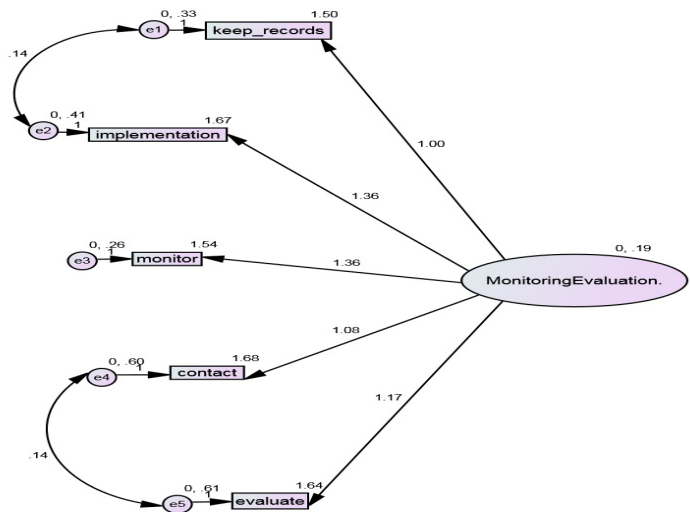 0, .33
1.50
e1
1
keep_records
.14
0, .41
1.67
e2
1
implementation
1.00
1.36
0, .26
1.54
e3
1
monitor
1.36
0, .19
MonitoringEvaluation.
1.08
0, .60
1.68
e4
1
contact
1.17
.14
0, .61
1.64
e5
1
evaluate